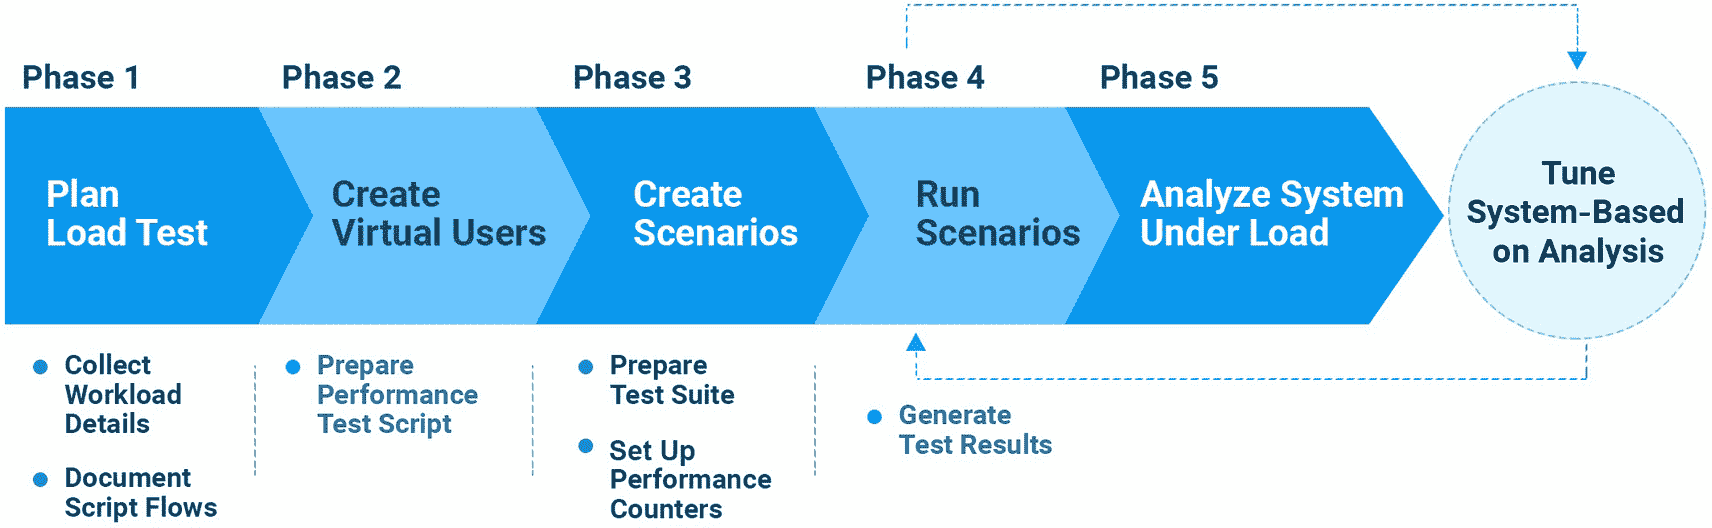 Phase 1
Phase 2
Phase 3
Phase 4
Phase 5
Plan
Load Test
Create
Virtual Users
Create
Scenarios
Run
Scenarios
Analyze System
Under Load
Tune
System-Based
on Analysis
Collect
Workload
Details
Document
Script Flows
Prepare
Performance
Test Script
Prepare
Test Suite
Set Up
Performance
Counters
Generate
Test Results